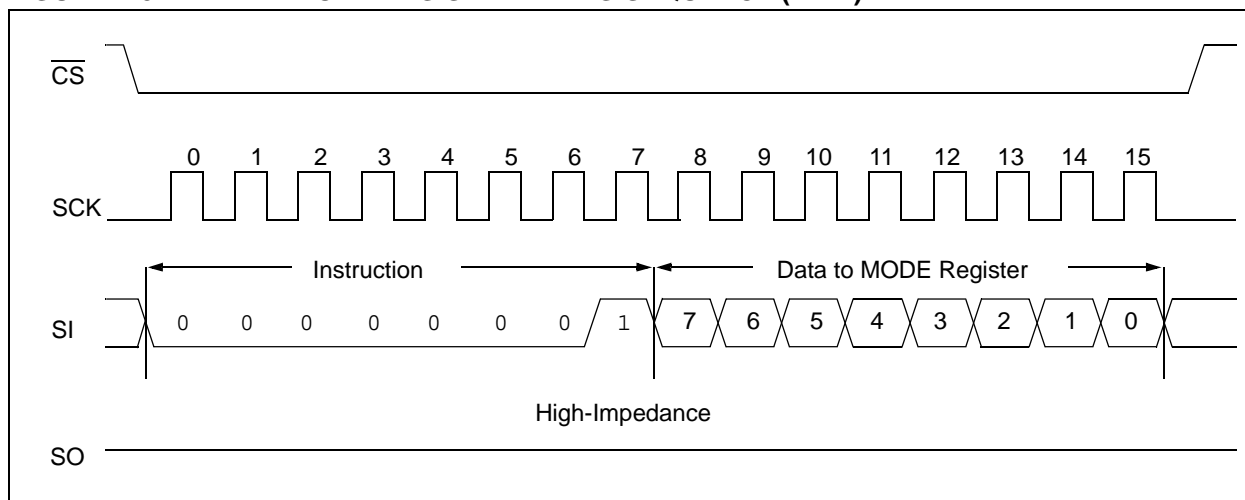 CS
0 1 2 3 4 5 6 7 8 9 10 11 12 13 14 15
SCK
Instruction Data to MODE Register
SI 0 0 0 0 0 0 0 1 7 6 5 4 3 2 1 0
High-Impedance
SO